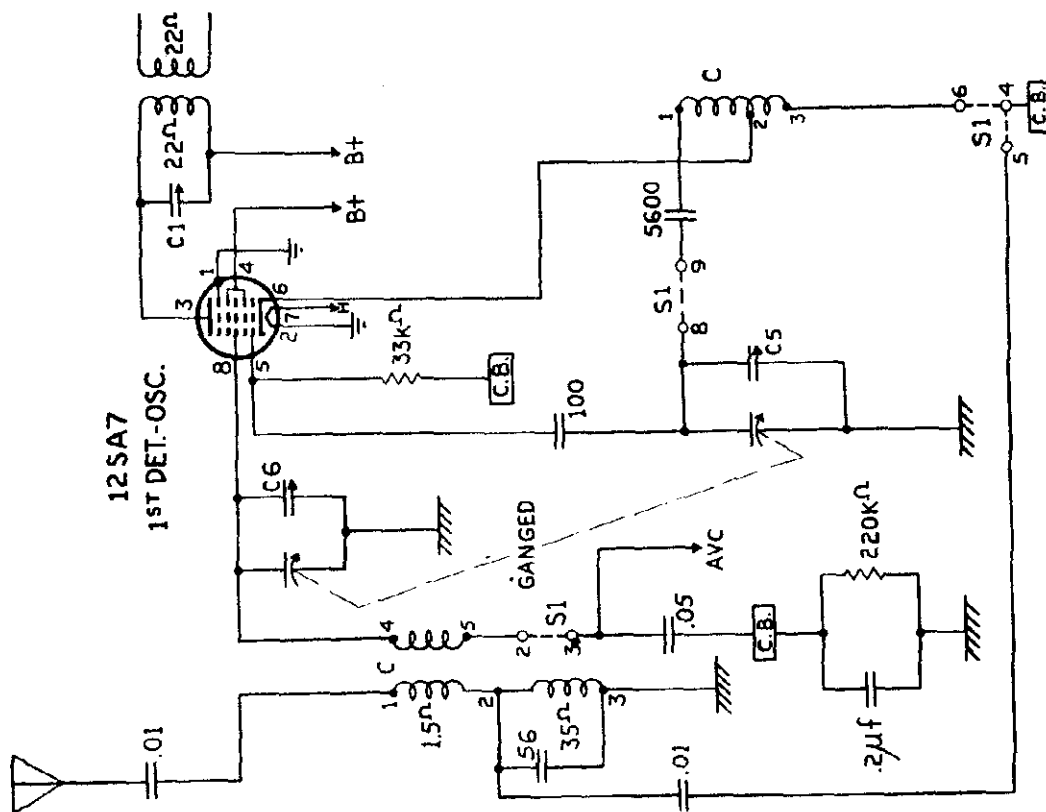 22Ω
22Ω
C1
B+
B+
12SA7
1ST DET.-OSC.
3
1
4
8
5
6
7
2
H
33KΩ
C.B.
C6
GANGED
100
C5
S1
8
9
5600
C
1
2
3
6
S1
4
5
C.B.
.01
C
1
1.5Ω
2
35Ω
3
56
.01
4
5
2
S1
3
AVC
.05
C.B.
220KΩ
.2µf